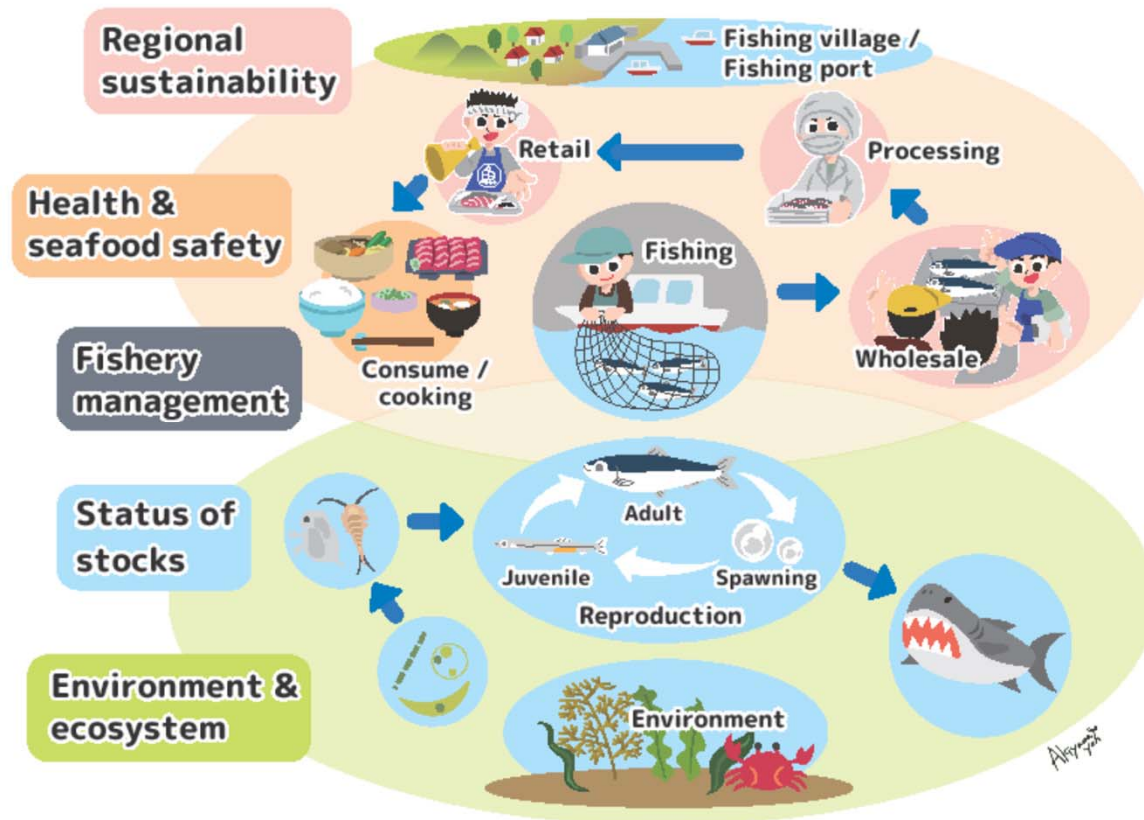 Regional
sustainability
Fishing village /
Fishing port
Retail
Processing
Health &
seafood safety
Fishing
Wholesale
Consume /
cooking
Fishery
management
Status of
stocks
Adult
Juvenile
Spawning
Reproduction
Environment &
ecosystem
Environment